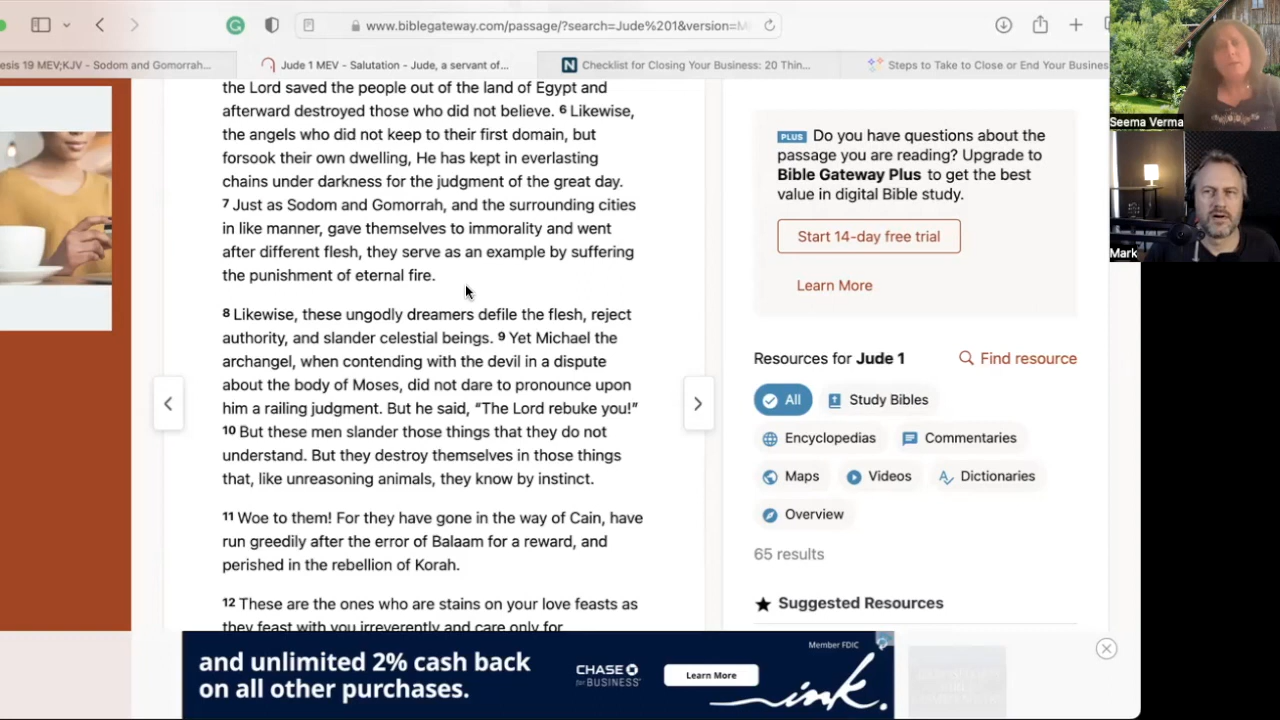 www.biblegateway.com/passage/?search=Jude%201&version=M
esis 19 MEV;KJV - Sodom and Gomorrah...
Jude 1 MEV - Salutation - Jude, a servant of...
Checklist for Closing Your Business: 20 Thin...
Steps to Take to Close or End Your Busines
Seema Verma
Mark
the Lord saved the people out of the land of Egypt and
afterward destroyed those who did not believe. 6 Likewise,
the angels who did not keep to their first domain, but
forsook their own dwelling, He has kept in everlasting
chains under darkness for the judgment of the great day.
7 Just as Sodom and Gomorrah, and the surrounding cities
in like manner, gave themselves to immorality and went
after different flesh, they serve as an example by suffering
the punishment of eternal fire.
8 Likewise, these ungodly dreamers defile the flesh, reject
authority, and slander celestial beings. 9 Yet Michael the
archangel, when contending with the devil in a dispute
about the body of Moses, did not dare to pronounce upon
him a railing judgment. But he said, “The Lord rebuke you!”
10 But these men slander those things that they do not
understand. But they destroy themselves in those things
that, like unreasoning animals, they know by instinct.
11 Woe to them! For they have gone in the way of Cain, have
run greedily after the error of Balaam for a reward, and
perished in the rebellion of Korah.
12 These are the ones who are stains on your love feasts as
they feast with you irreverently and care only for
PLUS Do you have questions about the
passage you are reading? Upgrade to
Bible Gateway Plus to get the best
value in digital Bible study.
Start 14-day free trial
Learn More
Resources for Jude 1
Find resource
All
Study Bibles
Encyclopedias
Commentaries
Maps
Videos
Dictionaries
Overview
65 results
Suggested Resources
and unlimited 2% cash back
on all other purchases.
CHASE
for BUSINESS
Learn More
Member FDIC
ink.